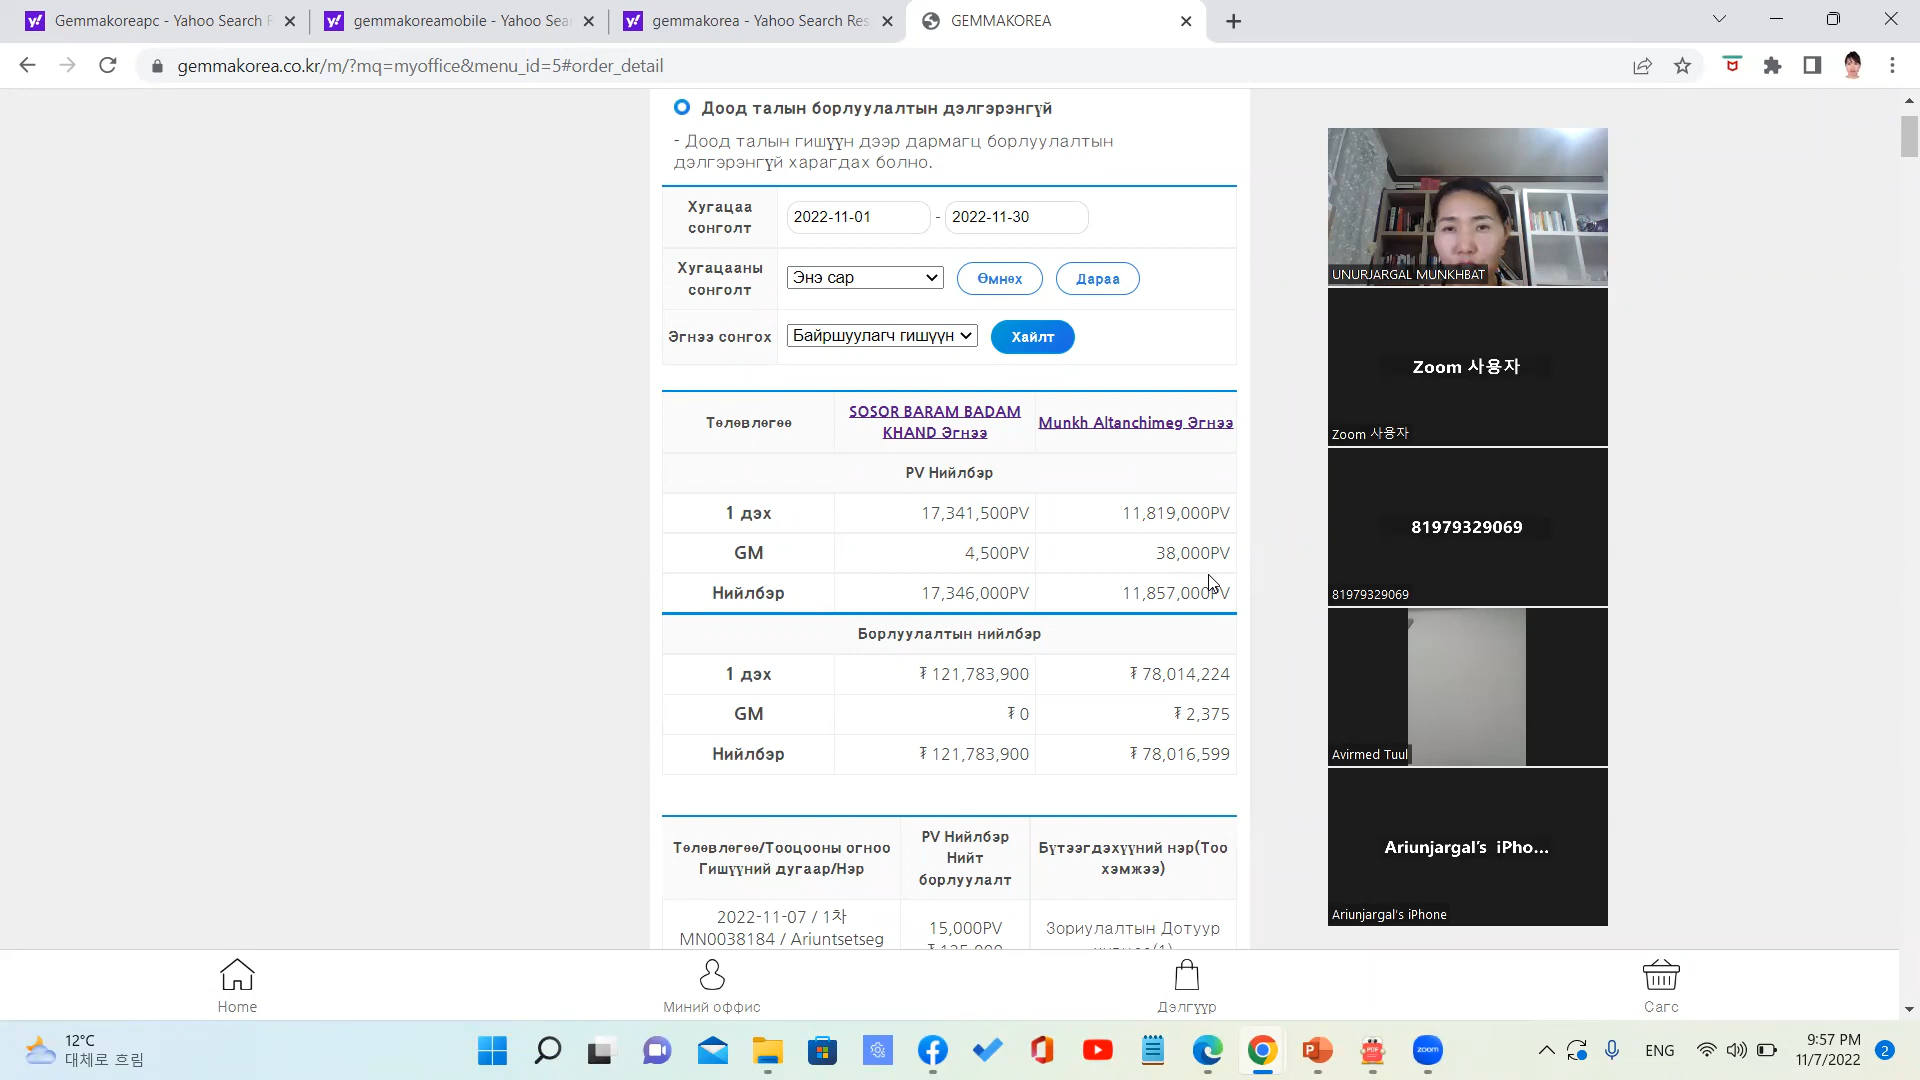 Gemmakoreapc - Yahoo Search R
gemmakoreamobile - Yahoo Sea
gemmakorea - Yahoo Search Res
GEMMAKOREA
gemmakorea.co.kr/m/?mq=myoffice&menu_id=5#order_detail
Доод талын борлуулалтын дэлгэрэнгүй
- Доод талын гишүүн дээр дармагц борлуулалтын
дэлгэрэнгүй харагдах болно.
Хугацаа
сонголт
2022-11-01 - 2022-11-30
Хугацааны
сонголт
Энэ сар
Өмнөх
Дараа
Эгнээ сонгох
Байршуулагч гишүүн
Хайлт
Төлөвлөгөө
SOSOR BARAM BADAM
KHAND Эгнээ
Munkh Altanchimeg Эгнээ
PV Нийлбэр
1 дэх 17,341,500PV 11,819,000PV
GM 4,500PV 38,000PV
Нийлбэр 17,346,000PV 11,857,000PV
Борлуулалтын нийлбэр
1 дэх ₮ 121,783,900 ₮ 78,014,224
GM ₮ 0 ₮ 2,375
Нийлбэр ₮ 121,783,900 ₮ 78,016,599
Төлөвлөгөө/Тооцооны огноо
Гишүүний дугаар/Нэр
PV Нийлбэр
Нийт
борлуулалт
Бүтээгдэхүүний нэр(Тоо
хэмжээ)
2022-11-07 / 1차
MN0038184 / Ariuntsetseg
15,000PV
Зориулалтын Дотуур
Home
Миний оффис
Дэлгүүр
Сагс
UNURJARGAL MUNKHBAT
Zoom 사용자
Zoom 사용자
81979329069
81979329069
Avirmed Tuul
Ariunjargal's iPho...
Ariunjargal's iPhone
12°C
대체로 흐림
zoom
ENG
9:57 PM
11/7/2022
2